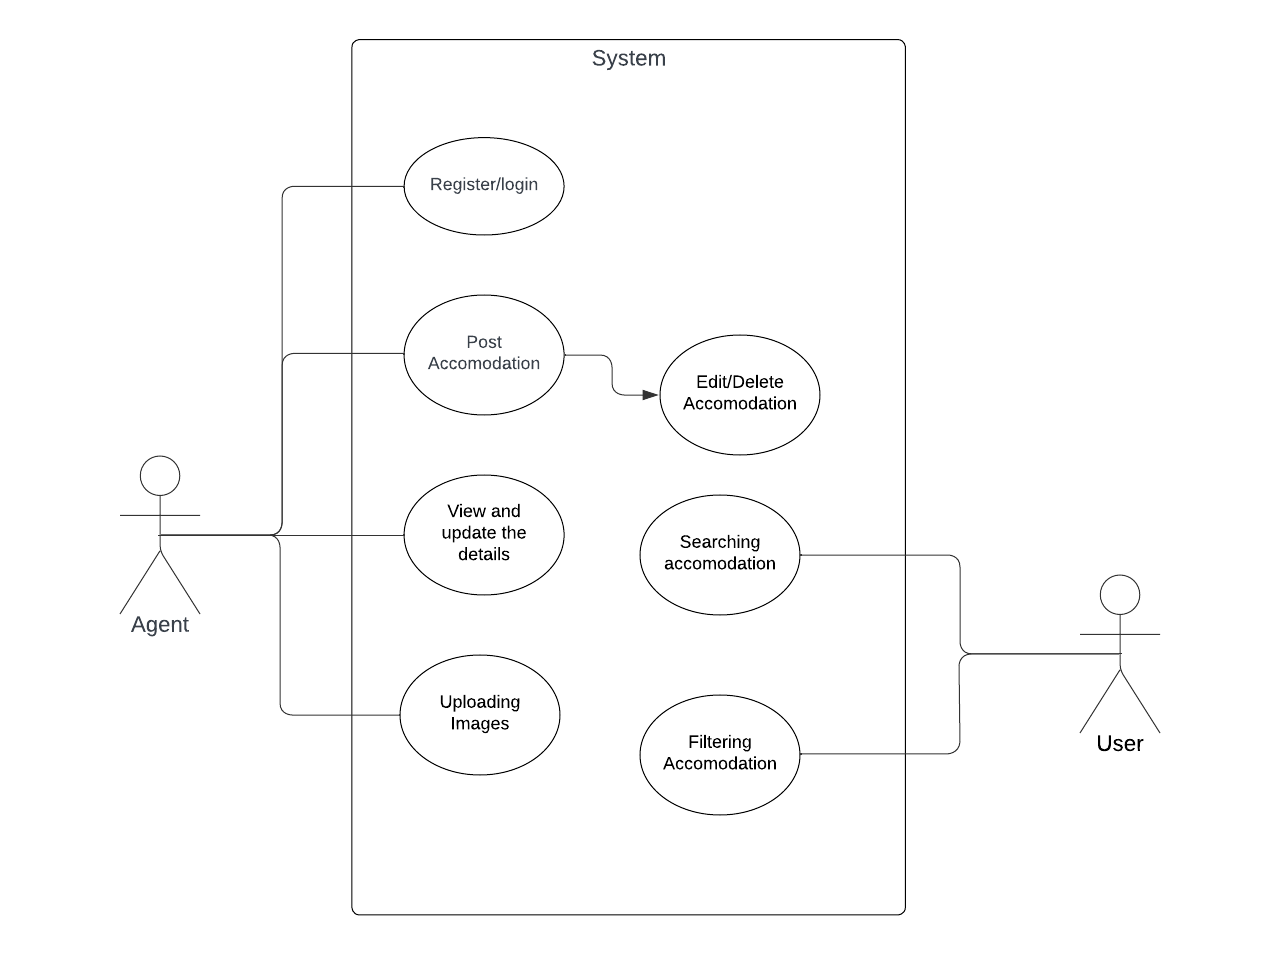 System
Register/login
Post
Accomodation
Edit/Delete
Accomodation
View and
update the
details
Searching
accomodation
Agent
Uploading
Images
Filtering
Accomodation
User